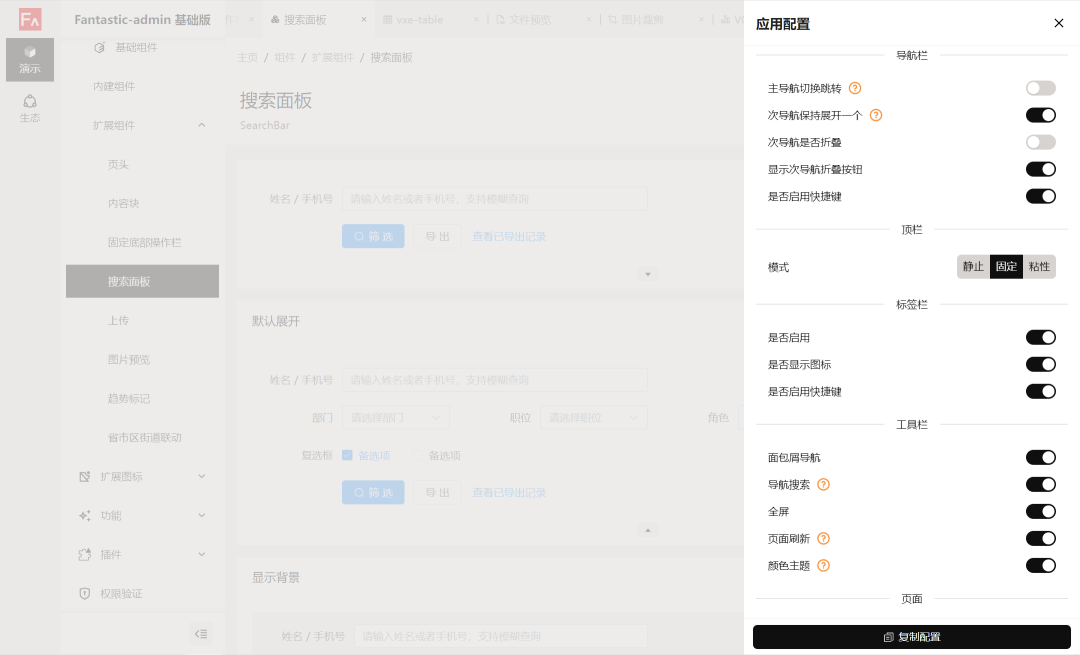 Fantastic-admin 基础版
演示
生态
基础组件
内建组件
扩展组件
页头
内容块
固定底部操作栏
搜索面板
上传
图片预览
趋势标记
省市区街道联动
扩展图标
功能
插件
权限验证
搜索面板
vxe-table
文件预览
图片裁剪
主页 / 组件 / 扩展组件 / 搜索面板
搜索面板
SearchBar
姓名 / 手机号 请输入姓名或者手机号，支持模糊查询
筛 选 导 出 查看已导出记录
默认展开
姓名 / 手机号 请输入姓名或者手机号，支持模糊查询
部门 请选择部门 职位 请选择职位 角色
复选框 备选项 备选项
筛 选 导 出 查看已导出记录
显示背景
姓名 / 手机号 请输入姓名或者手机号，支持模糊查询
应用配置
导航栏
主导航切换跳转
次导航保持展开一个
次导航是否折叠
显示次导航折叠按钮
是否启用快捷键
顶栏
模式 静止 固定 粘性
标签栏
是否启用
是否显示图标
是否启用快捷键
工具栏
面包屑导航
导航搜索
全屏
页面刷新
颜色主题
页面
复制配置